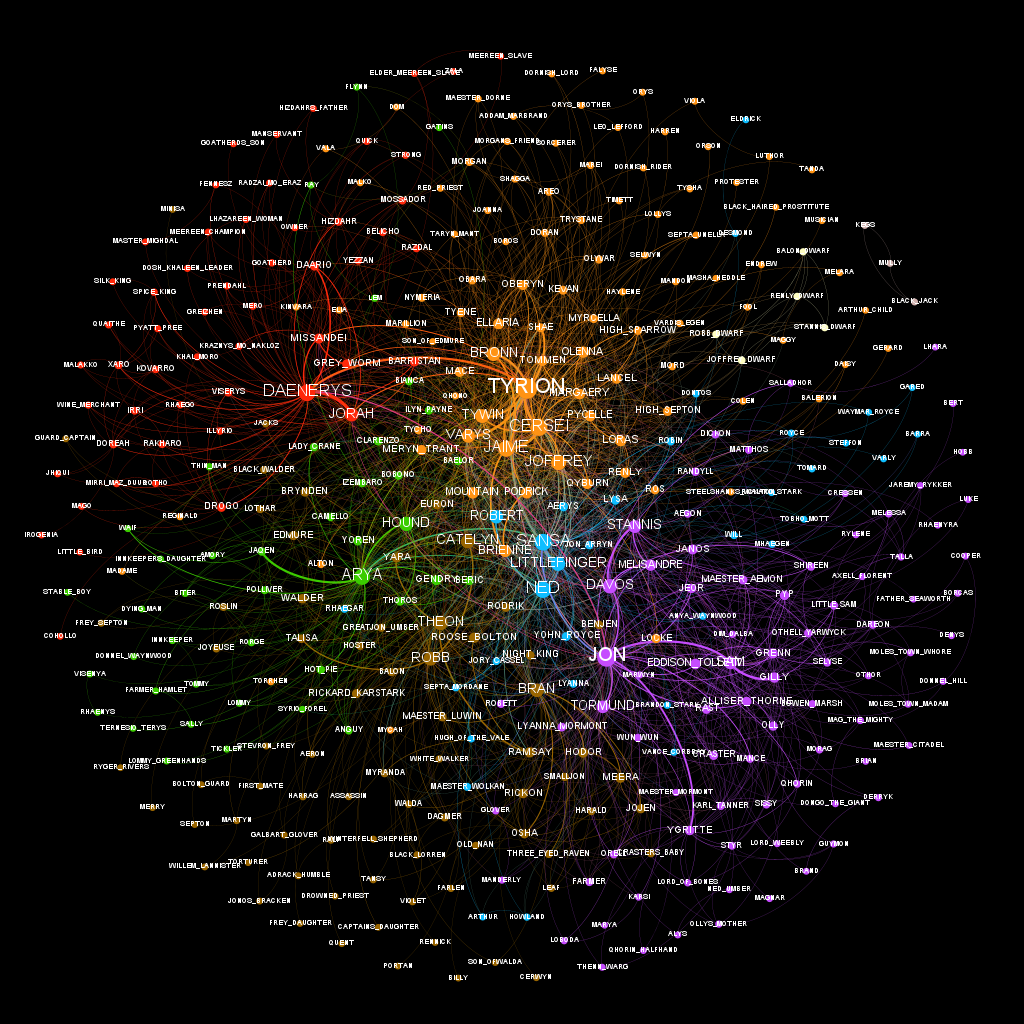 MEEREEN_SLAVE
ELDER_MEEREEN_SLAVE
ZALA
DORNISH_LORD
FALYSE
FLYNN
ORYS
MAESTER_DORNE
VIOLA
HIZDAHRS_FATHER
DOM
ORYS_BROTHER
ADDAM_MARBRAND
ELDRICK
GATINS
LEO_LEFFORD
HARREN
MANSERVANT
GOATHERDS_SON
QUICK
MORGANS_FRIEND
SORCERER
ORSON
VALA
STRONG
LUTHOR
MORGAN
MAREI
DORNISH_RIDER
TANDA
FENNESZ
RADZAL_MO_ERAZ
RAY
MALKO
RED_PRIEST
SHAGGA
AREO
TYSHA
PROTESTER
MINISA
MOSSADOR
TIMETT
LHAZAREEN_WOMAN
JOANNA
LOLLYS
BLACK_HAIRED_PROSTITUTE
HIZDAHR
TRYSTANE
MUSICIAN
MEEREEN_CHAMPION
OWNER
BELICHO
TARYN_MANT
DORAN
SEPTA_UNELLA
DESMOND
KEGS
MASTER_MIGHDAL
RAZDAL
BOROS
SELWYN
BALON_DWARF
DOSH_KHALEEN_LEADER
GOATHERD
DAARIO
YEZZAN
OLYVAR
ENDREW
MELARA
MULLY
SILK_KING
PRENDAHL
OBARA
OBERYN
KEVAN
MANDON
MASHA_HEDDLE
SPICE_KING
LEM
NYMERIA
HAYLENE
RENLY_DWARF
BLACK_JACK
GREZHEN
MERO
KINVARA
ELIA
TYENE
FOOL
ARTHUR_CHILD
QUAITHE
PYATT_PREE
MARILLION
ELLARIA
SHAE
MYRCELLA
HIGH_SPARROW
STANNIS_DWARF
MISSANDEI
SON_OF_EDMURE
ROBB_DWARF
MAGGY
KRAZNYS_MO_NAKLOZ
BRONN
OLENNA
GERARD
LHARA
KHAL_MORO
GREY_WORM
BARRISTAN
TOMMEN
JOFFREY_DWARF
DAISY
MALAKKO
XARO
KOVARRO
MACE
MORD
BIANCA
TYRION
LANCEL
SALLADHOR
GARED
VISERYS
DAENERYS
QHONO
MARGAERY
DONTOS
BALERION
WINE_MERCHANT
IRRI
RHAEGO
ILYN_PAYNE
HIGH_SEPTON
COLEN
BERT
JORAH
TYWIN
PYCELLE
WAYMAR_ROYCE
JACKS
TYCHO
CERSEI
ILLYRIO
VARYS
DICKON
ROYCE
BARRA
GUARD_CAPTAIN
DOREAH
RAKHARO
LADY_CRANE
CLARENZO
LORAS
ROBIN
STEFFON
MERYN_TRANT
JAIME
MATTHOS
HOBB
BAELOR
JOFFREY
VARLY
THIN_MAN
BLACK_WALDER
RENLY
RANDYLL
TOMARD
JHIQUI
BOBONO
IZEMBARO
QYBURN
MIRRI_MAZ_DUUR
QOTHO
BRYNDEN
MOUNTAIN
PODRICK
ROS
CRESSEN
JAREMY_RYKKER
MAGO
DROGO
LOTHAR
EURON
AERYS
LYSA
LUKE
REGINALD
CAMELLO
HOUND
ROBERT
STANNIS
AEGON
TOBHO_MOTT
MELESSA
RHAENYRA
IROGENIA
WAIF
EDMURE
YOREN
CATELYN
SANSA
JON_ARRYN
WILL
RYLENE
LITTLE_BIRD
INNKEEPERS_DAUGHTER
AMORY
JAQEN
YARA
BRIENNE
JANOS
MHAEGEN
TALLA
COOPER
MADAME
ALTON
LITTLEFINGER
MELISANDRE
SHIREEN
ARYA
GENDRY
BERIC
AXELL_FLORENT
STABLE_BOY
BITER
POLLIVER
NED
DAVOS
JEOR
MAESTER_AEMON
PYP
BORCAS
WALDER
THOROS
RODRIK
LITTLE_SAM
FATHER_SEAWORTH
DYING_MAN
ROSLIN
RHAEGAR
ANYA_WAYNWOOD
FREY_SEPTON
THEON
BENJEN
DAREON
GREATJON_UMBER
COHOLLO
INNKEEPER
TALISA
ROOSE_BOLTON
YOHN_ROYCE
LOCKE
DIM_DALBA
OTHELL_YARWYCK
DENYS
JOYEUSE
RORGE
HOSTER
NIGHT_KING
JON
GRENN
MOLES_TOWN_WHORE
DONNEL_WAYNWOOD
ROBB
JORY_CASSEL
EDDISON_TOLLETT
SAM
SELYSE
VISENYA
HOT_PIE
BALON
MARWYN
GILLY
OTHOR
DONNEL_HILL
FARMER_HAMLET
TOMMY
TORRHEN
RICKARD_KARSTARK
SEPTA_MORDANE
BRAN
LYANNA
LOMMY
ROBETT
TORMUND
BRANDON_STARK
ALLISER_THORNE
BOWEN_MARSH
MOLES_TOWN_MADAM
RHAENYS
SYRIO_FOREL
MAESTER_LUWIN
RAST
TERNESIO_TERYS
SALLY
ANGUY
MYCAH
LYANNA_MORMONT
OLLY
MAG_THE_MIGHTY
HUGH_OF_THE_VALE
WUN_WUN
TICKLER
STEVRON_FREY
AERON
RAMSAY
HODOR
VANCE_CORBRAY
CRASTER
MANCE
MORAG
MAESTER_CITADEL
LOMMY_GREENHANDS
WHITE_WALKER
BRIAN
RYGER_RIVERS
MYRANDA
SMALLJON
MEERA
BOLTON_GUARD
FIRST_MATE
MAESTER_WOLKAN
QHORIN
RICKON
MAESTER_MORMONT
HARRAG
ASSASSIN
DERRYK
MERRY
WALDA
GLOVER
HARALD
JOJEN
KARL_TANNER
SISSY
DONGO_THE_GIANT
SEPTON
MARTYN
DAGMER
YGRITTE
GALBART_GLOVER
WINTERFELL_SHEPHERD
OSHA
OLD_NAN
STYR
LORD_WEEBLY
GUYMON
BLACK_LORREN
THREE_EYED_RAVEN
ORELL
CRASTERS_BABY
WILLEM_LANNISTER
TORTURER
ADRACK_HUMBLE
TANSY
MANDERLY
FARMER
LORD_OF_BONES
BRAND
FARLEN
LEAF
NED_UMBER
JONOS_BRACKEN
DROWNED_PRIEST
VIOLET
KARSI
MAGNAR
ARTHUR
HOWLAND
FREY_DAUGHTER
CAPTAINS_DAUGHTER
MARYA
OLLYS_MOTHER
ALYS
QUENT
RENNICK
LOBODA
QHORIN_HALFHAND
PORTAN
SON_OF_WALDA
THENN_WARG
BILLY
CERWYN